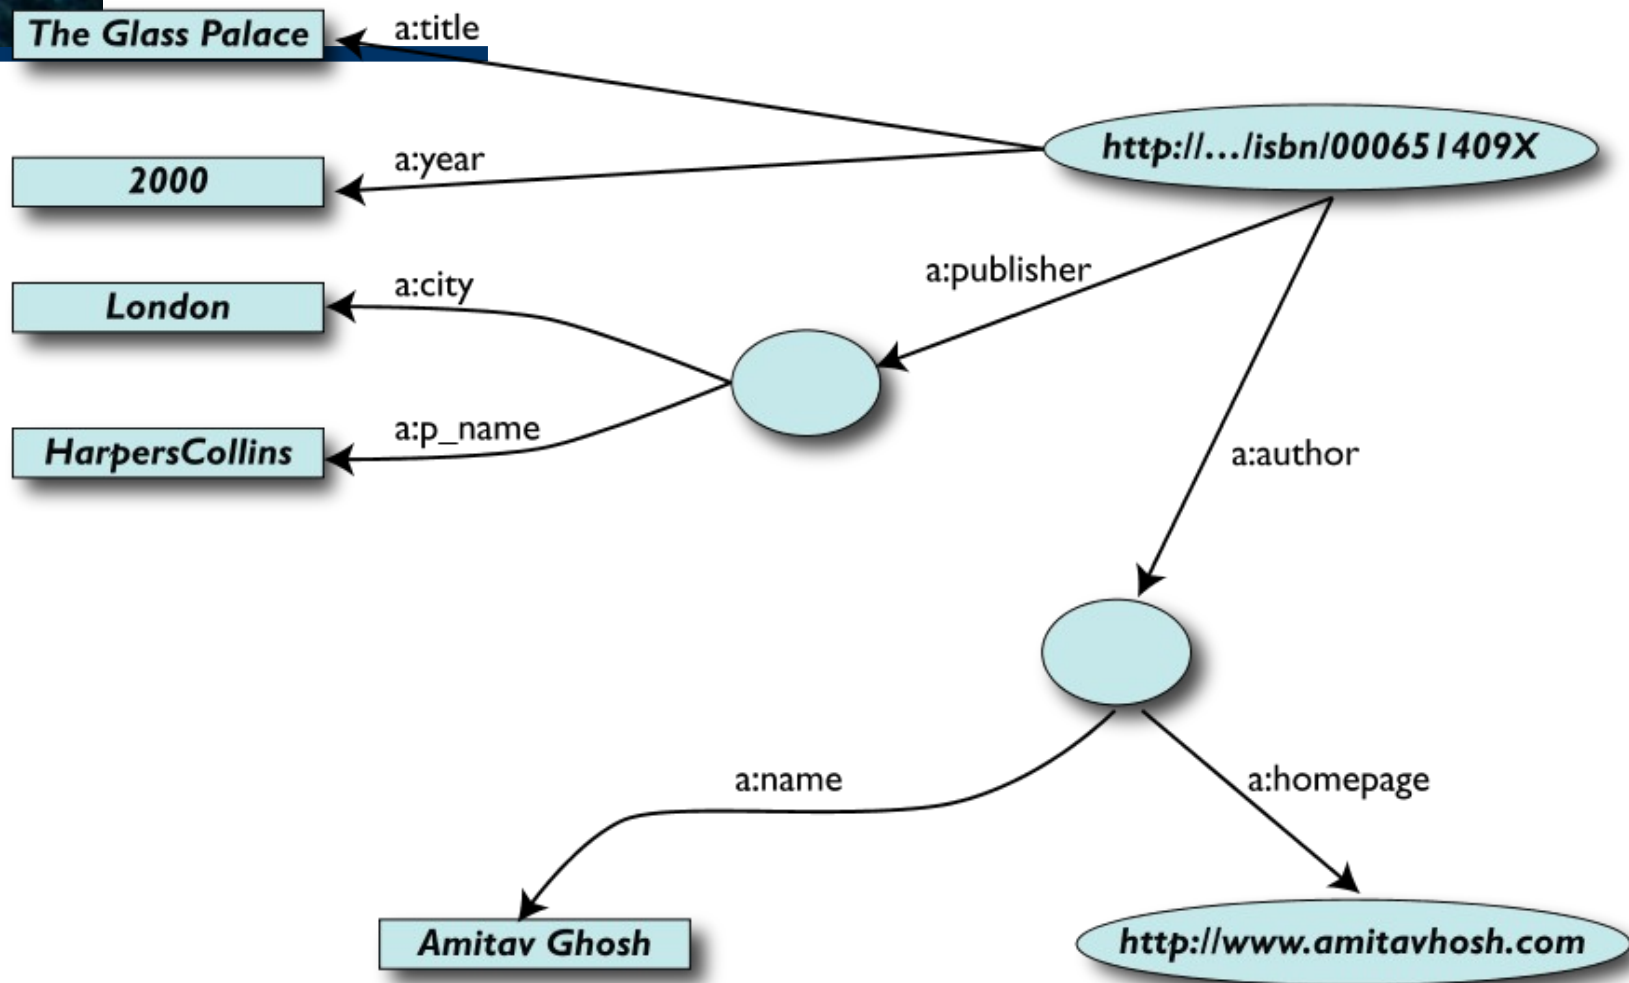 The Glass Palace
a:title
http://.../isbn/000651409X
a:year
2000
a:publisher
a:city
London
a:p_name
HarpersCollins
a:author
a:name
a:homepage
Amitav Ghosh
http://www.amitavhosh.com